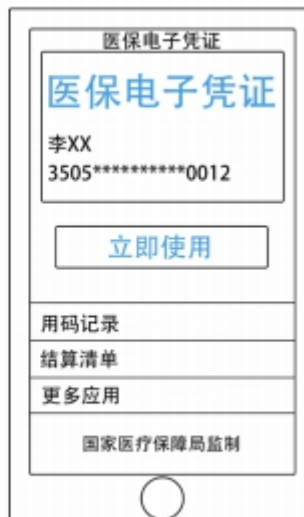 医保电子凭证
医保电子凭证
李XX
3505**********0012
立即使用
用码记录
结算清单
更多应用
国家医疗保障局监制